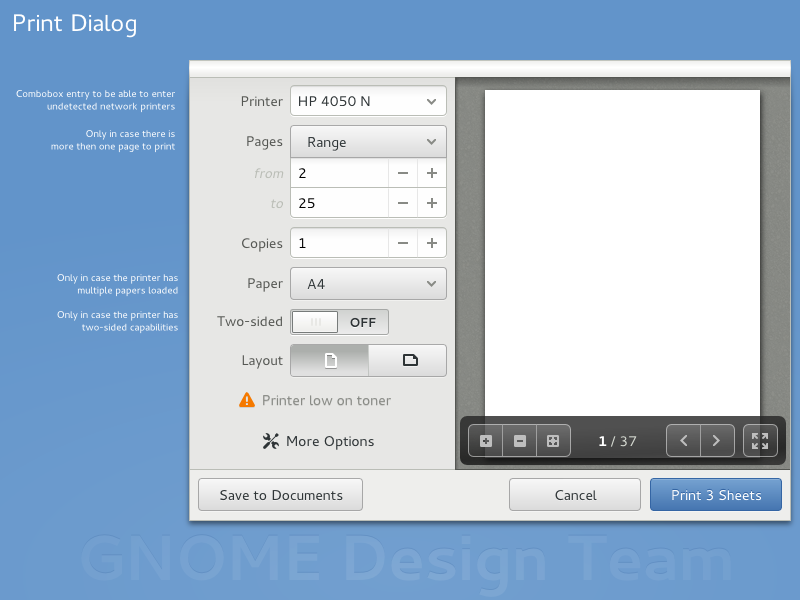 Print Dialog
Combobox entry to be able to enter
undetected network printers
Printer
HP 4050 N
Only in case there is
more then one page to print
Pages
Range
from
2
to
25
Copies
1
Only in case the printer has
multiple papers loaded
Paper
A4
Only in case the printer has
two-sided capabilities
Two-sided
OFF
Layout
Printer low on toner
More Options
1 / 37
Save to Documents
Cancel
Print 3 Sheets
GNOME Design Team